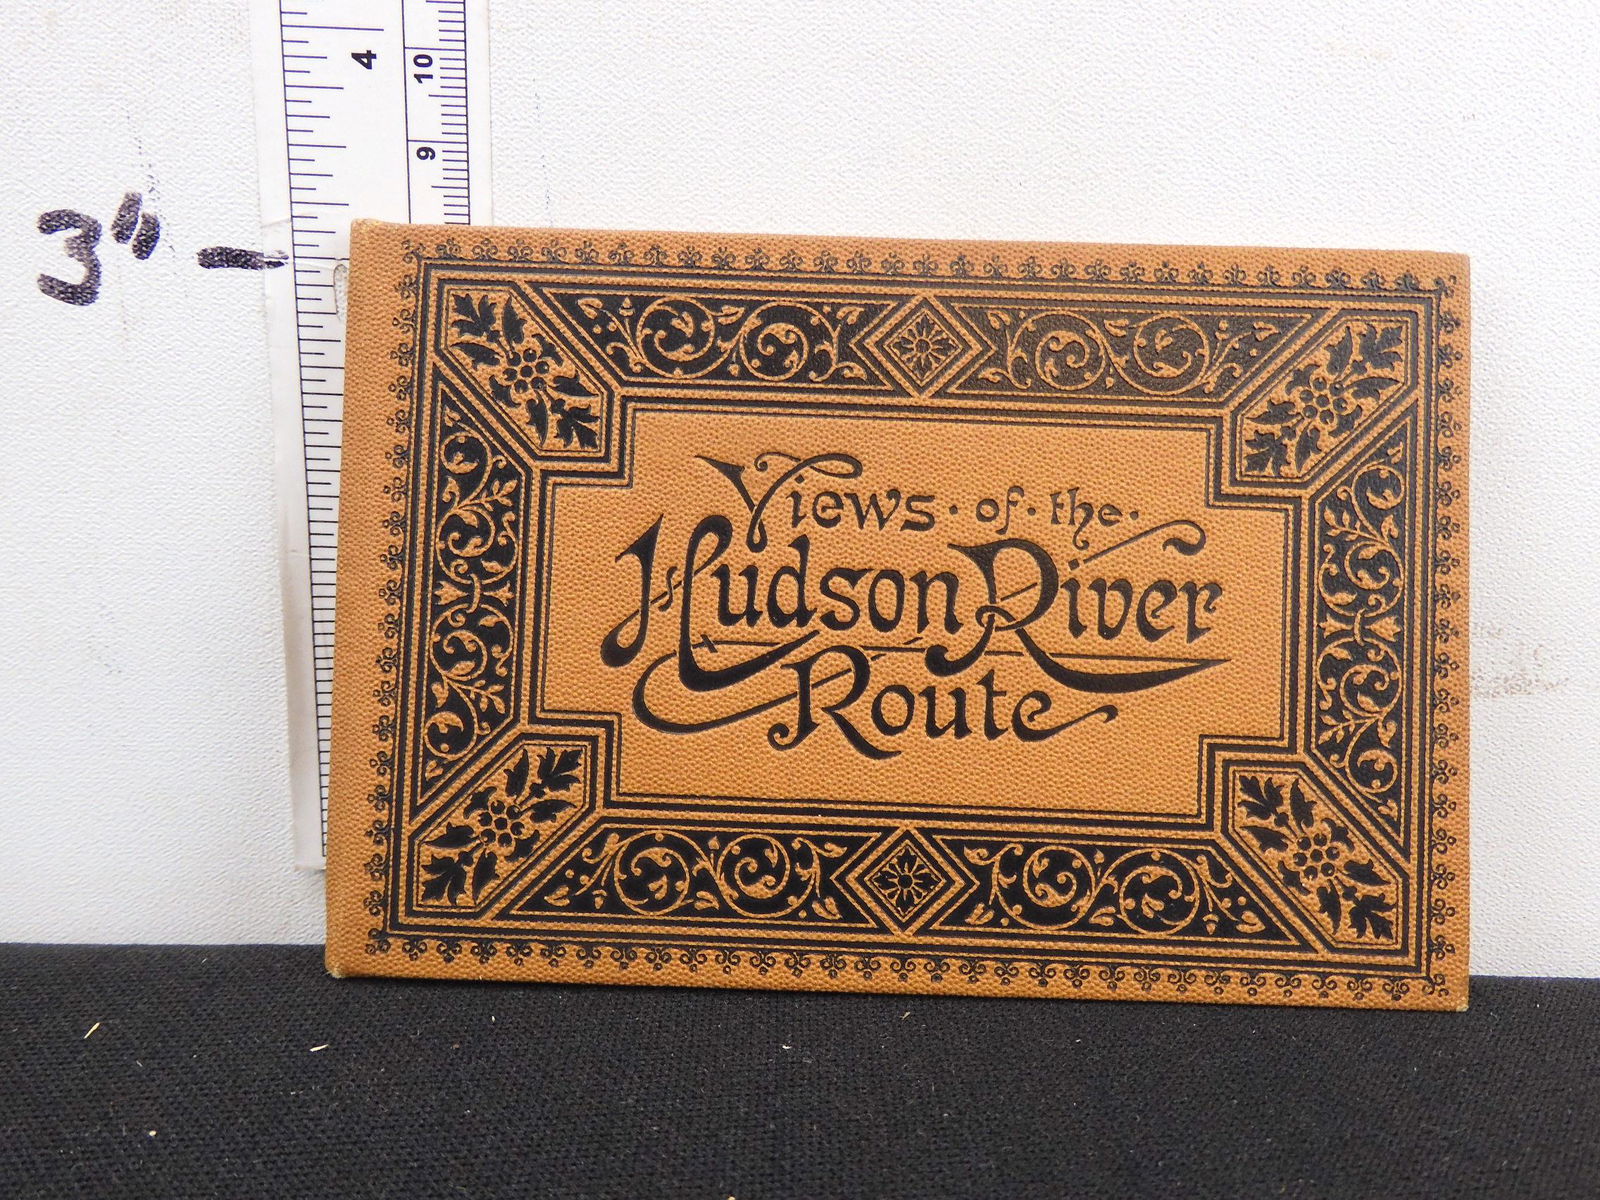 4
10
9
3"
Views · of · the ·
Hudson River
Route